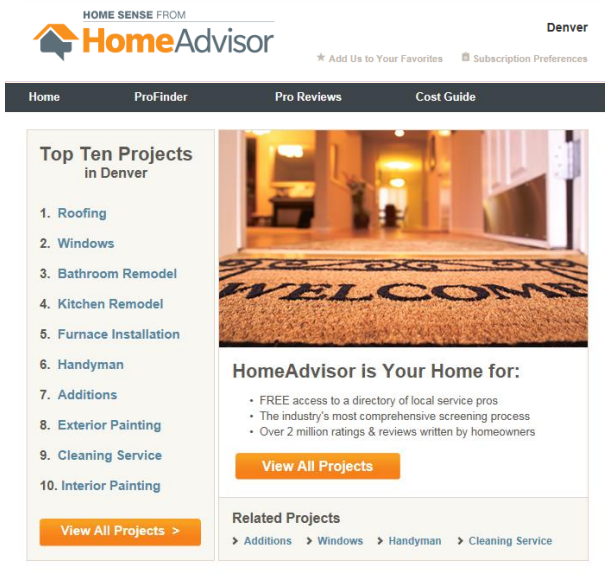 HOME SENSE FROM
HomeAdvisor
Denver
Add Us to Your Favorites
Subscription Preferences
Home ProFinder Pro Reviews Cost Guide
Top Ten Projects
in Denver
1. Roofing
2. Windows
3. Bathroom Remodel
4. Kitchen Remodel
5. Furnace Installation
6. Handyman
7. Additions
8. Exterior Painting
9. Cleaning Service
10. Interior Painting
View All Projects >
WELCOME
HomeAdvisor is Your Home for:
• FREE access to a directory of local service pros
• The industry's most comprehensive screening process
• Over 2 million ratings & reviews written by homeowners
View All Projects
Related Projects
> Additions > Windows > Handyman > Cleaning Service